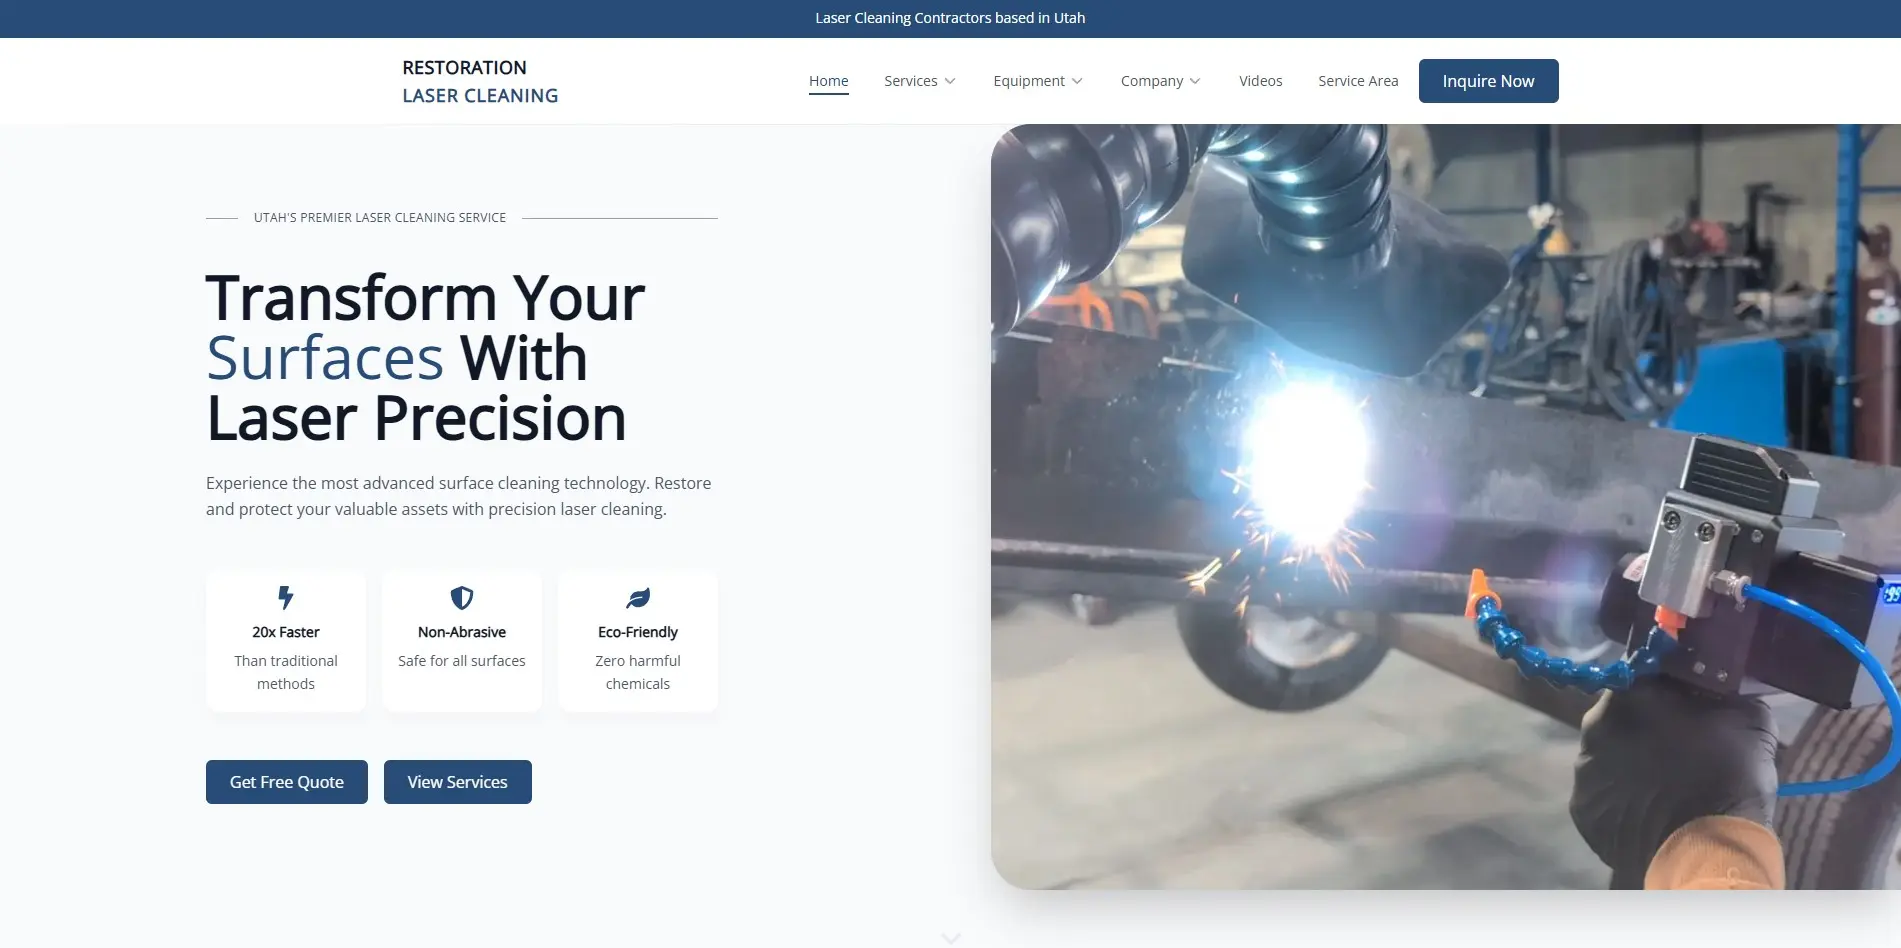 Laser Cleaning Contractors based in Utah
RESTORATION
LASER CLEANING
Home
Services
Equipment
Company
Videos
Service Area
Inquire Now
UTAH'S PREMIER LASER CLEANING SERVICE
Transform Your
Surfaces With
Laser Precision
Experience the most advanced surface cleaning technology. Restore
and protect your valuable assets with precision laser cleaning.
20x Faster
Than traditional
methods
Non-Abrasive
Safe for all surfaces
Eco-Friendly
Zero harmful
chemicals
Get Free Quote
View Services